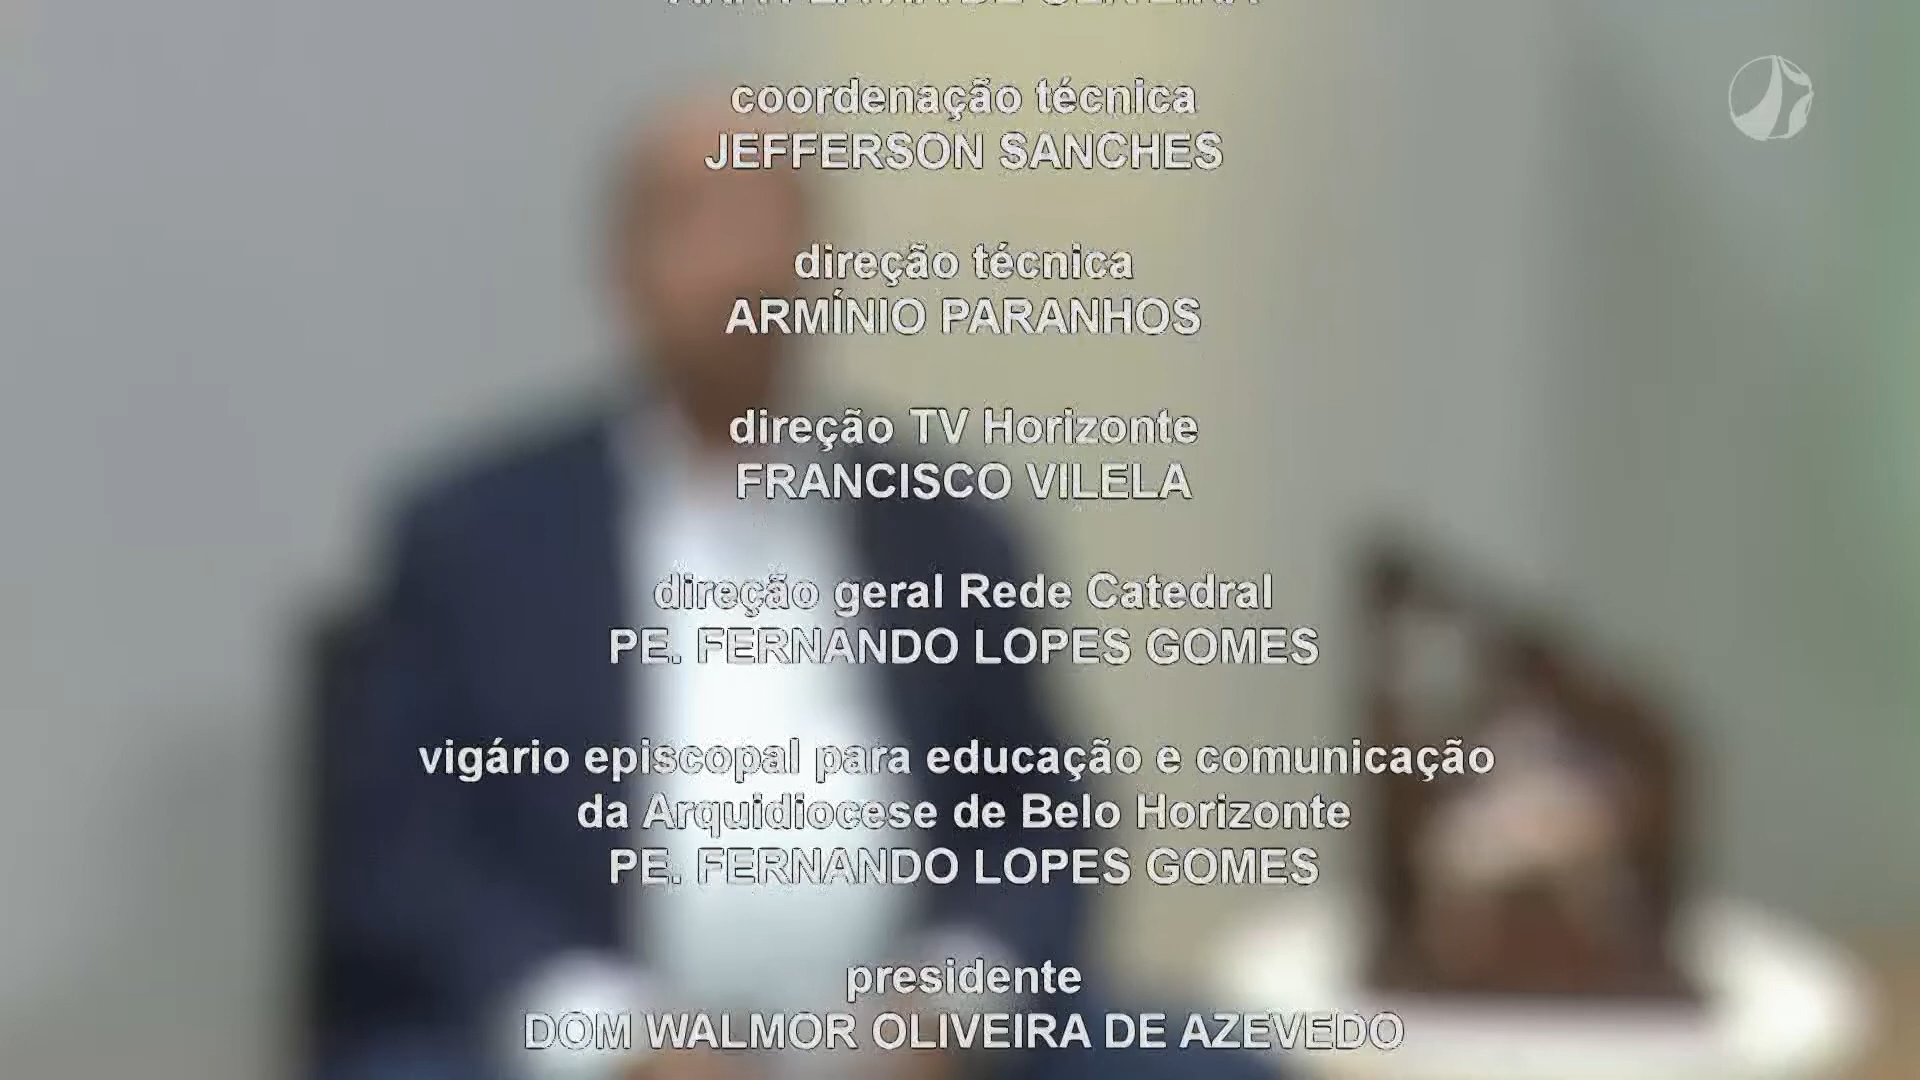 coordenação técnica
JEFFERSON SANCHES
direção técnica
ARMÍNIO PARANHOS
direção TV Horizonte
FRANCISCO VILELA
direção geral Rede Catedral
PE. FERNANDO LOPES GOMES
vigário episcopal para educação e comunicação
da Arquidiocese de Belo Horizonte
PE. FERNANDO LOPES GOMES
presidente
DOM WALMOR OLIVEIRA DE AZEVEDO